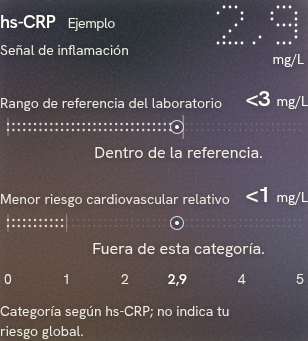 hs-CRP Ejemplo 2,9
Señal de inflamación mg/L
Rango de referencia del laboratorio <3 mg/L
Dentro de la referencia.
Menor riesgo cardiovascular relativo <1 mg/L
Fuera de esta categoría.
0 1 2 2,9 4 5
Categoría según hs-CRP; no indica tu
riesgo global.